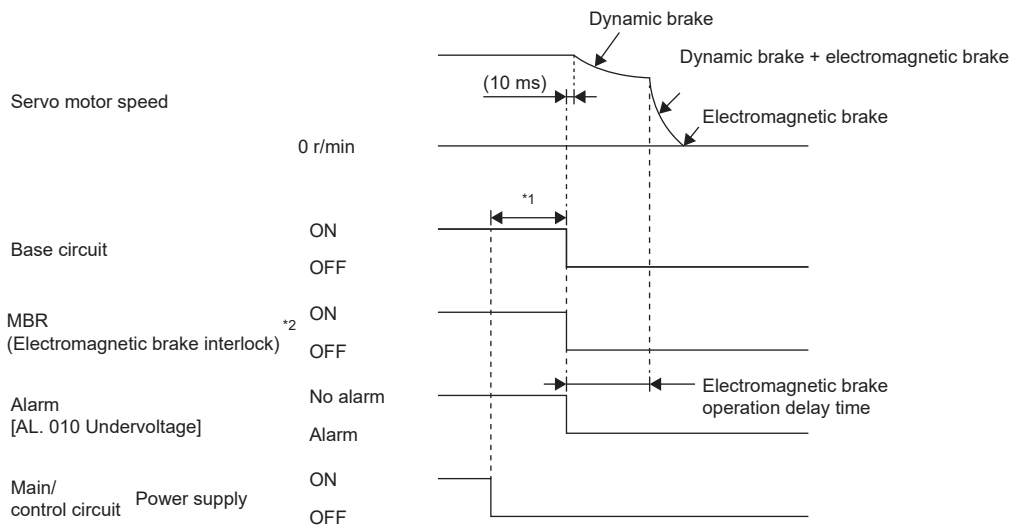 Dynamic brake
Dynamic brake + electromagnetic brake
(10 ms)
Servo motor speed
Electromagnetic brake
0 r/min
*1
ON
Base circuit
OFF
MBR
(Electromagnetic brake interlock)
*2
ON
OFF
Alarm
[AL. 010 Undervoltage]
No alarm
Alarm
Electromagnetic brake
operation delay time
Main/
control circuit
Power supply
ON
OFF